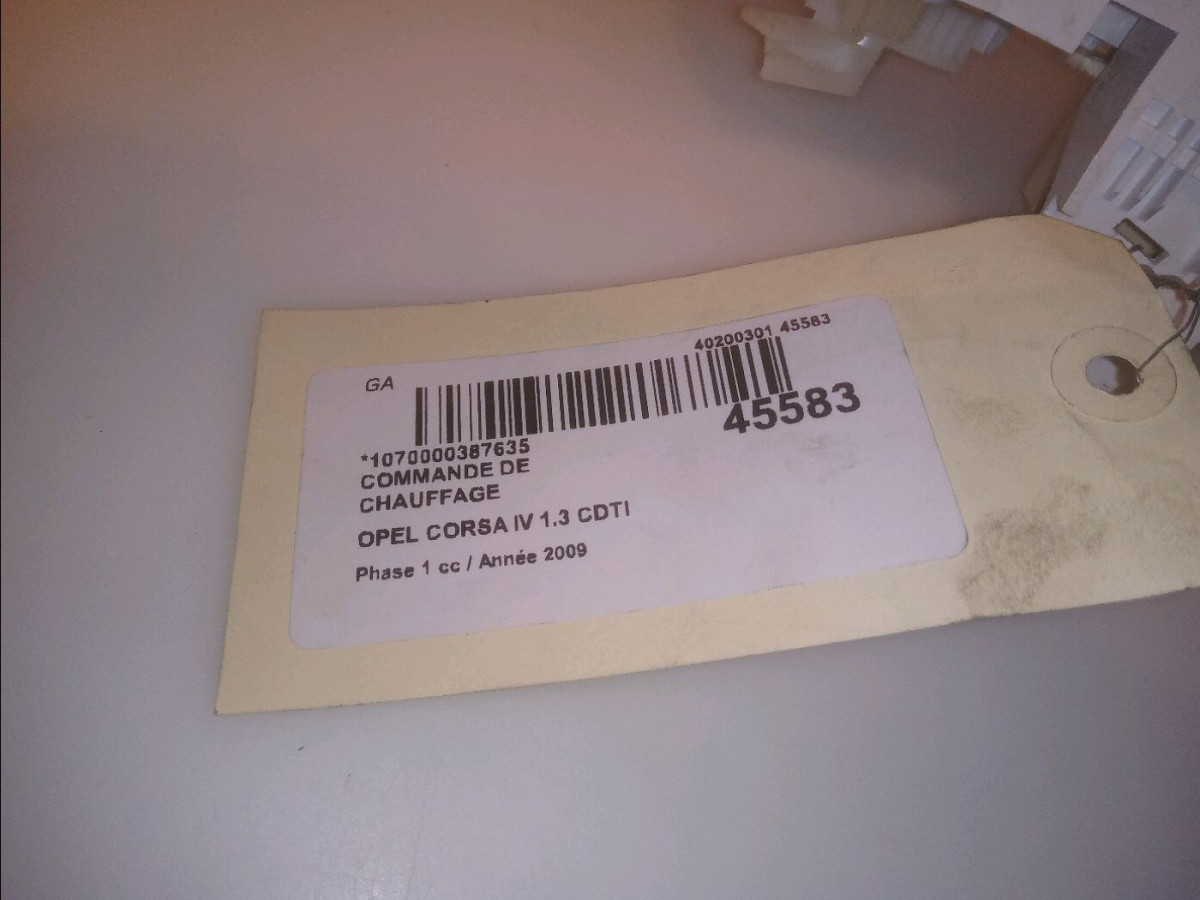 GA
40200301 45583
45583
*1070000387635
COMMANDE DE
CHAUFFAGE
OPEL CORSA IV 1.3 CDTI
Phase 1 cc / Année 2009